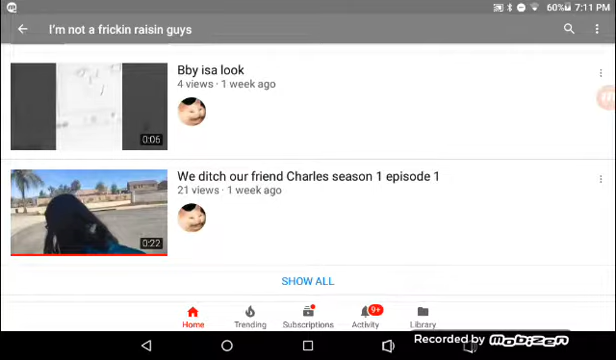 60% 7:11 PM
I'm not a frickin raisin guys
Bby isa look
4 views · 1 week ago
0:06
We ditch our friend Charles season 1 episode 1
21 views · 1 week ago
0:22
SHOW ALL
9+
Home Trending Subscriptions Activity Library
Recorded by mobizen